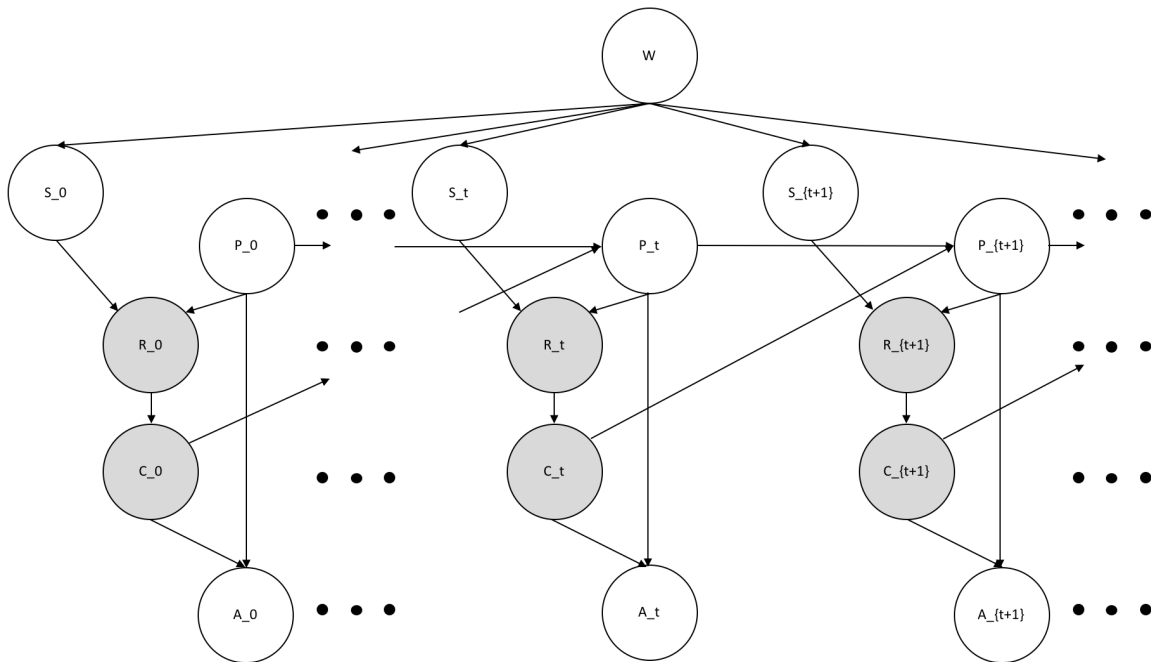 W
S_0
S_t
S_{t+1}
P_0
P_t
P_{t+1}
R_0
R_t
R_{t+1}
C_0
C_t
C_{t+1}
A_0
A_t
A_{t+1}